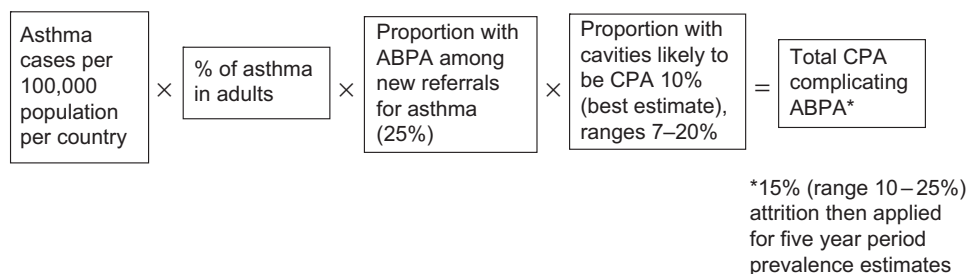 Asthma
cases per
100,000
population
per country
×
% of asthma
in adults
×
Proportion with
ABPA among
new referrals
for asthma
(25%)
×
Proportion with
cavities likely to
be CPA 10%
(best estimate),
ranges 7–20%
=
Total CPA
complicating
ABPA*
*15% (range 10–25%)
attrition then applied
for five year period
prevalence estimates